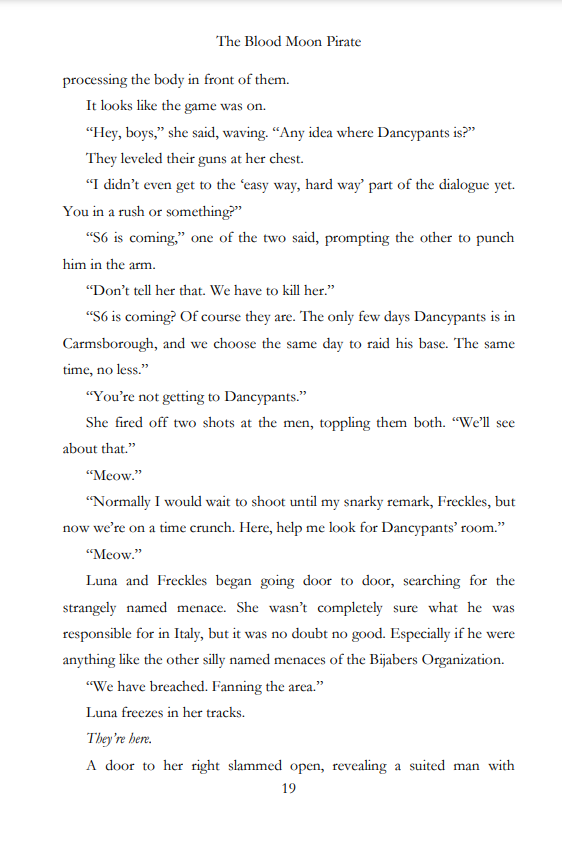 The Blood Moon Pirate
processing the body in front of them.
It looks like the game was on.
“Hey, boys,” she said, waving. “Any idea where Dancypants is?”
They leveled their guns at her chest.
“I didn’t even get to the ‘easy way, hard way’ part of the dialogue yet.
You in a rush or something?”
“S6 is coming,” one of the two said, prompting the other to punch
him in the arm.
“Don’t tell her that. We have to kill her.”
“S6 is coming? Of course they are. The only few days Dancypants is in
Carmsborough, and we choose the same day to raid his base. The same
time, no less.”
“You’re not getting to Dancypants.”
She fired off two shots at the men, toppling them both. “We’ll see
about that.”
“Meow.”
“Normally I would wait to shoot until my snarky remark, Freckles, but
now we’re on a time crunch. Here, help me look for Dancypants’ room.”
“Meow.”
Luna and Freckles began going door to door, searching for the
strangely named menace. She wasn’t completely sure what he was
responsible for in Italy, but it was no doubt no good. Especially if he were
anything like the other silly named menaces of the Bijabers Organization.
“We have breached. Fanning the area.”
Luna freezes in her tracks.
They’re here.
A door to her right slammed open, revealing a suited man with
19